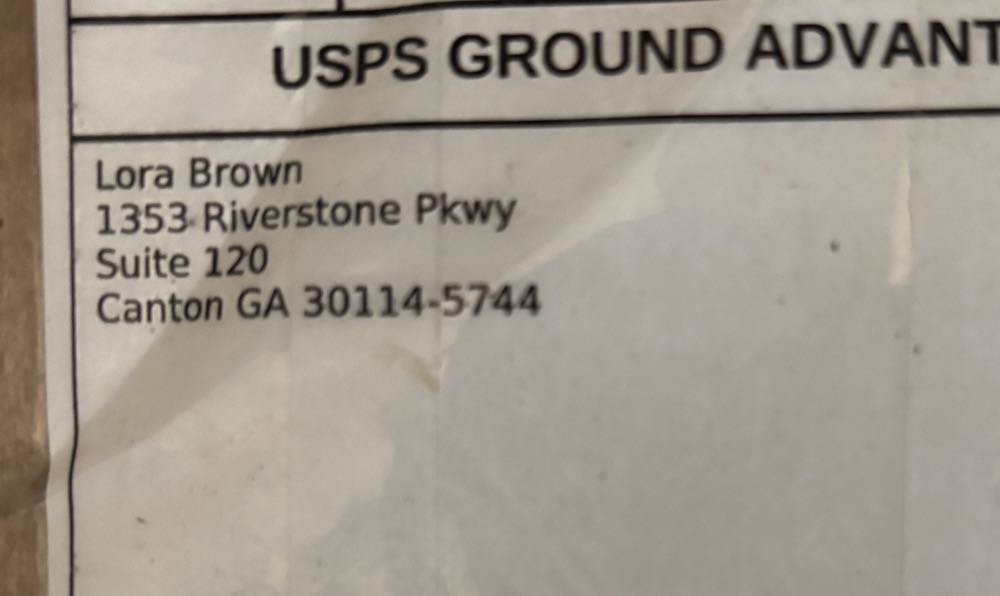 USPS GROUND ADVANT
Lora Brown
1353 Riverstone Pkwy
Suite 120
Canton GA 30114-5744